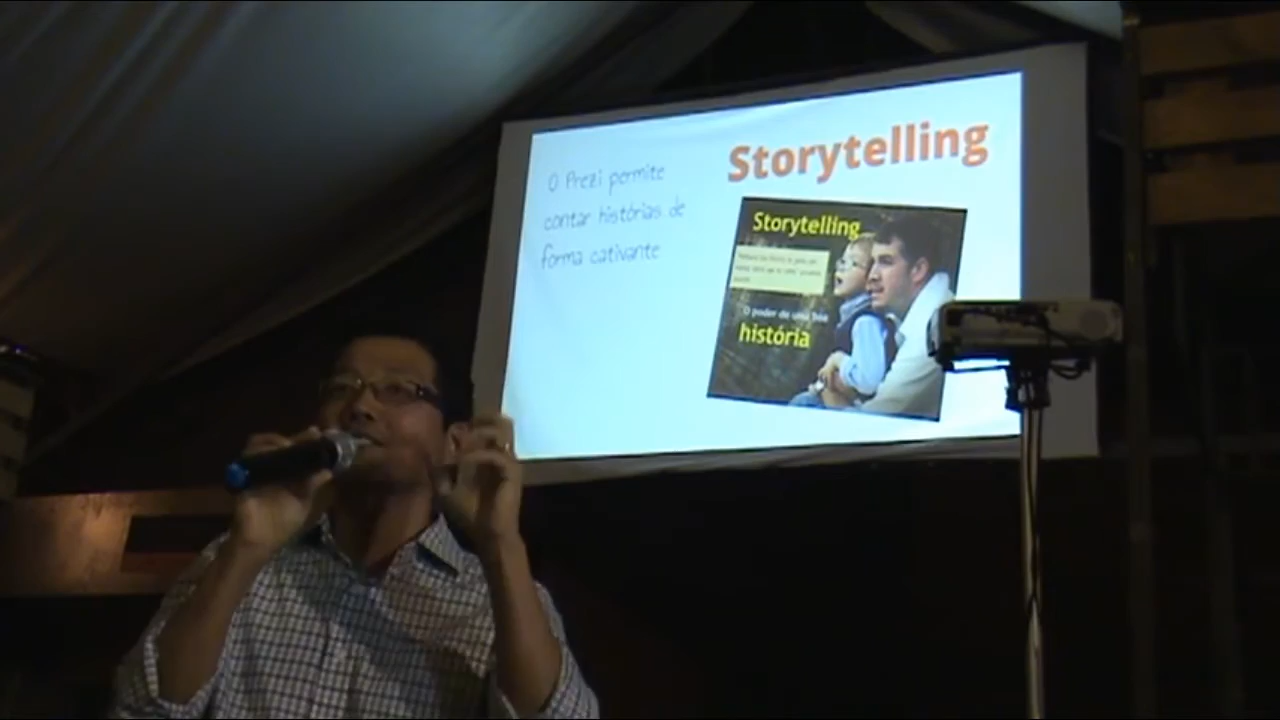 Storytelling
O Prezi permite
contar histórias de
forma cativante
Storytelling
O poder de uma boa
história